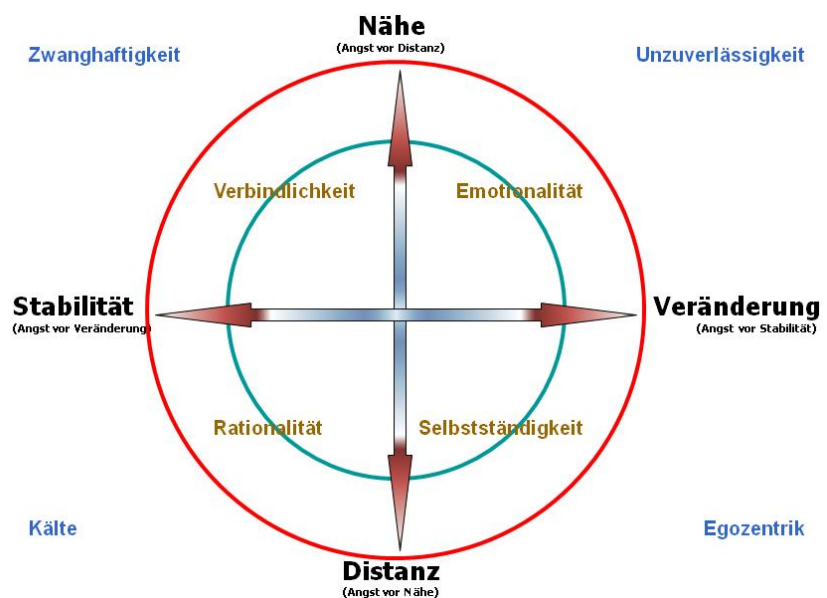 Nähe
(Angst vor Distanz)
Zwanghaftigkeit
Unzuverlässigkeit
Verbindlichkeit
Emotionalität
Stabilität
(Angst vor Veränderung)
Veränderung
(Angst vor Stabilität)
Rationalität
Selbstständigkeit
Kälte
Egozentrik
Distanz
(Angst vor Nähe)